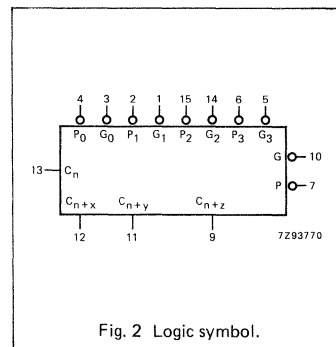 4 3 2 1 15 14 6 5
P0 G0 P1 G1 P2 G2 P3 G3
G 10
13 Cn
P 7
Cn+x Cn+y Cn+z
12 11 9 7Z93770
Fig. 2 Logic symbol.